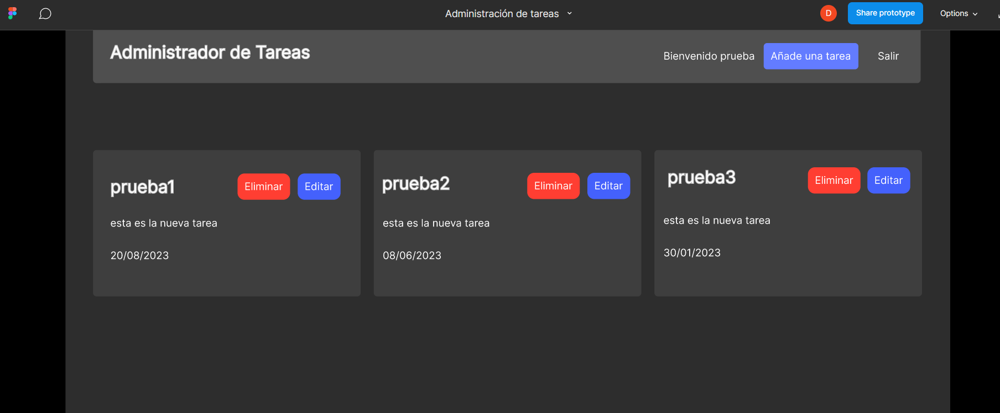 Administración de tareas
D
Share prototype
Options
Administrador de Tareas
Bienvenido prueba
Añade una tarea
Salir
prueba1
Eliminar
Editar
esta es la nueva tarea
20/08/2023
prueba2
Eliminar
Editar
esta es la nueva tarea
08/06/2023
prueba3
Eliminar
Editar
esta es la nueva tarea
30/01/2023